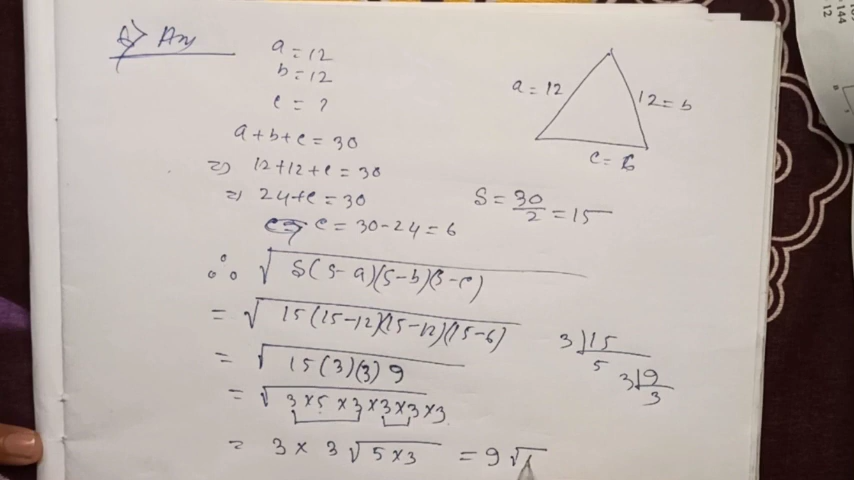 Q) Ans
a = 12
b = 12
c = ?
a = 12
12 = b
c = 6
a + b + c = 30
⇒ 12 + 12 + c = 30
⇒ 24 + c = 30
c = 30 - 24 = 6
S = 30/2 = 15
∴ √S(S-a)(S-b)(S-c)
= √15(15-12)(15-12)(15-6)
= √15(3)(3)9
= √3×5×3×3×3×3
= 3 × 3√5×3 = 9√
3 15
5
3 9
3
144
12